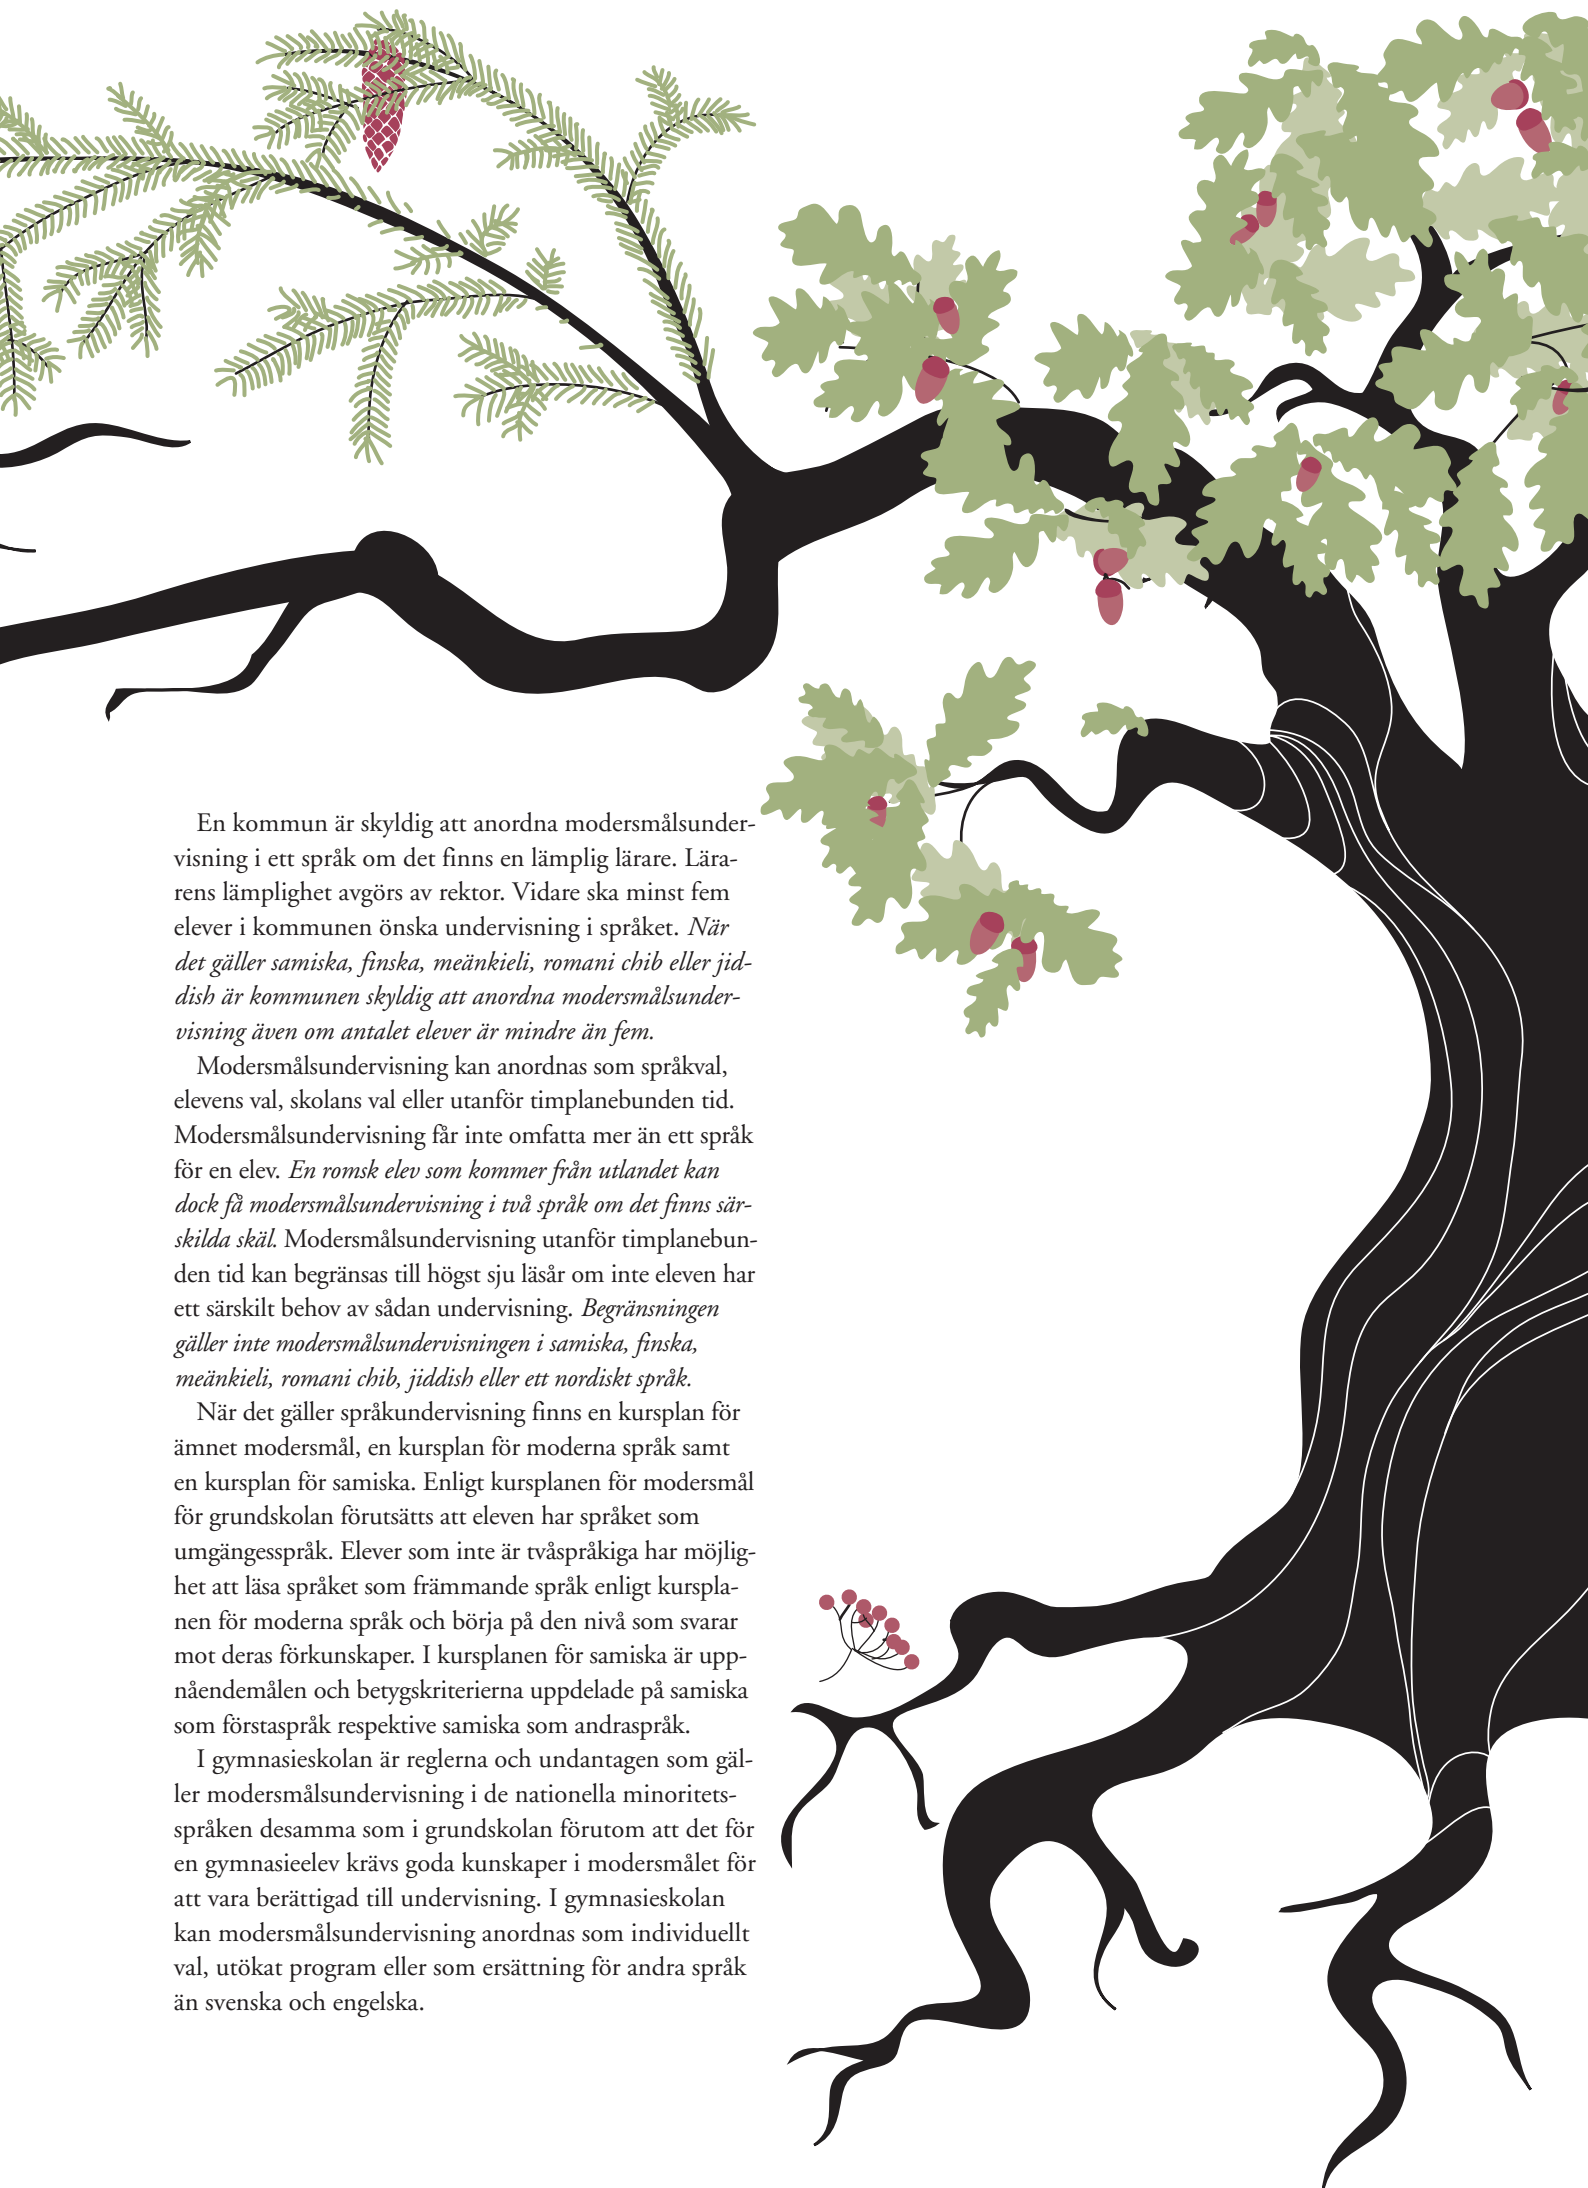 En kommun är skyldig att anordna modersmålsunder-
visning i ett språk om det finns en lämplig lärare. Lära-
rens lämplighet avgörs av rektor. Vidare ska minst fem
elever i kommunen önska undervisning i språket. När
det gäller samiska, finska, meänkieli, romani chib eller jid-
dish är kommunen skyldig att anordna modersmålsunder-
visning även om antalet elever är mindre än fem.
Modersmålsundervisning kan anordnas som språkval,
elevens val, skolans val eller utanför timplanebunden tid.
Modersmålsundervisning får inte omfatta mer än ett språk
för en elev. En romsk elev som kommer från utlandet kan
dock få modersmålsundervisning i två språk om det finns sär-
skilda skäl. Modersmålsundervisning utanför timplanebun-
den tid kan begränsas till högst sju läsår om inte eleven har
ett särskilt behov av sådan undervisning. Begränsningen
gäller inte modersmålsundervisningen i samiska, finska,
meänkieli, romani chib, jiddish eller ett nordiskt språk.
När det gäller språkundervisning finns en kursplan för
ämnet modersmål, en kursplan för moderna språk samt
en kursplan för samiska. Enligt kursplanen för modersmål
för grundskolan förutsätts att eleven har språket som
umgängesspråk. Elever som inte är tvåspråkiga har möjlig-
het att läsa språket som främmande språk enligt kurspla-
nen för moderna språk och börja på den nivå som svarar
mot deras förkunskaper. I kursplanen för samiska är upp-
nåendemålen och betygskriterierna uppdelade på samiska
som förstaspråk respektive samiska som andraspråk.
I gymnasieskolan är reglerna och undantagen som gäl-
ler modersmålsundervisning i de nationella minoritets-
språken desamma som i grundskolan förutom att det för
en gymnasieelev krävs goda kunskaper i modersmålet för
att vara berättigad till undervisning. I gymnasieskolan
kan modersmålsundervisning anordnas som individuellt
val, utökat program eller som ersättning för andra språk
än svenska och engelska.